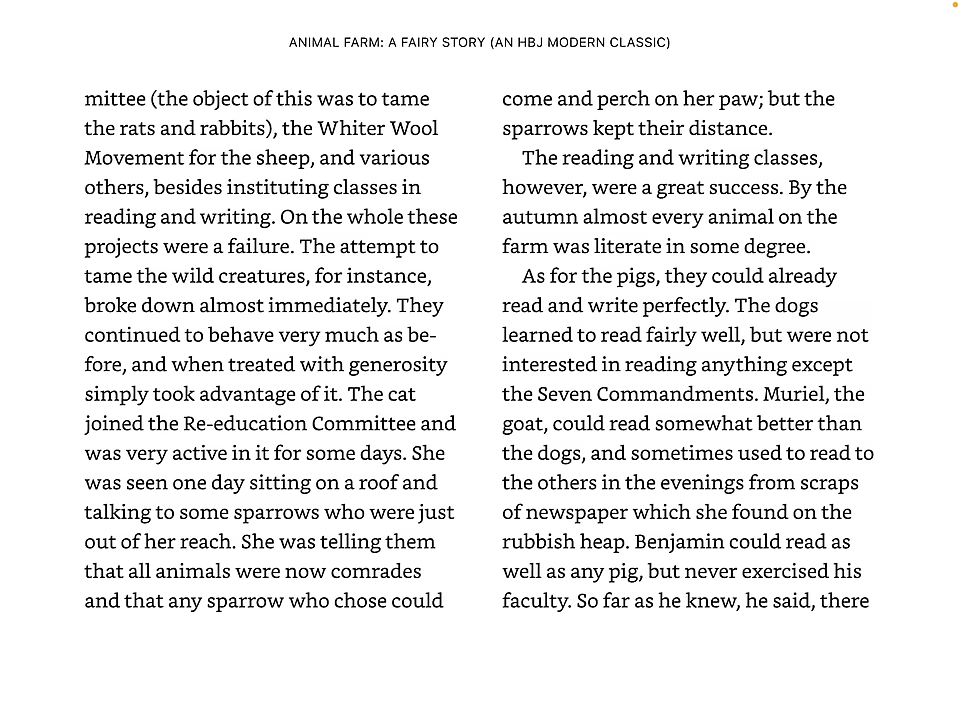 ANIMAL FARM: A FAIRY STORY (AN HBJ MODERN CLASSIC)
mittee (the object of this was to tame
the rats and rabbits), the Whiter Wool
Movement for the sheep, and various
others, besides instituting classes in
reading and writing. On the whole these
projects were a failure. The attempt to
tame the wild creatures, for instance,
broke down almost immediately. They
continued to behave very much as be-
fore, and when treated with generosity
simply took advantage of it. The cat
joined the Re-education Committee and
was very active in it for some days. She
was seen one day sitting on a roof and
talking to some sparrows who were just
out of her reach. She was telling them
that all animals were now comrades
and that any sparrow who chose could
come and perch on her paw; but the
sparrows kept their distance.
The reading and writing classes,
however, were a great success. By the
autumn almost every animal on the
farm was literate in some degree.
As for the pigs, they could already
read and write perfectly. The dogs
learned to read fairly well, but were not
interested in reading anything except
the Seven Commandments. Muriel, the
goat, could read somewhat better than
the dogs, and sometimes used to read to
the others in the evenings from scraps
of newspaper which she found on the
rubbish heap. Benjamin could read as
well as any pig, but never exercised his
faculty. So far as he knew, he said, there